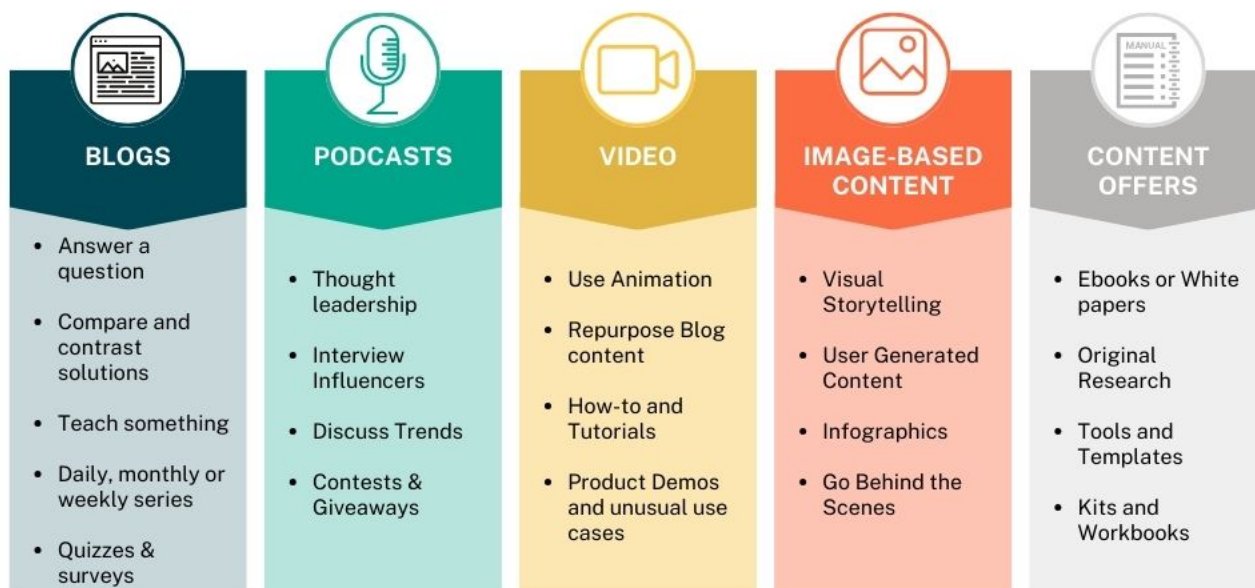 BLOGS
• Answer a
question
• Compare and
contrast
solutions
• Teach something
• Daily, monthly or
weekly series
• Quizzes &
surveys
PODCASTS
• Thought
leadership
• Interview
Influencers
• Discuss Trends
• Contests &
Giveaways
VIDEO
• Use Animation
• Repurpose Blog
content
• How-to and
Tutorials
• Product Demos
and unusual use
cases
IMAGE-BASED
CONTENT
• Visual
Storytelling
• User Generated
Content
• Infographics
• Go Behind the
Scenes
MANUAL
CONTENT
OFFERS
• Ebooks or White
papers
• Original
Research
• Tools and
Templates
• Kits and
Workbooks